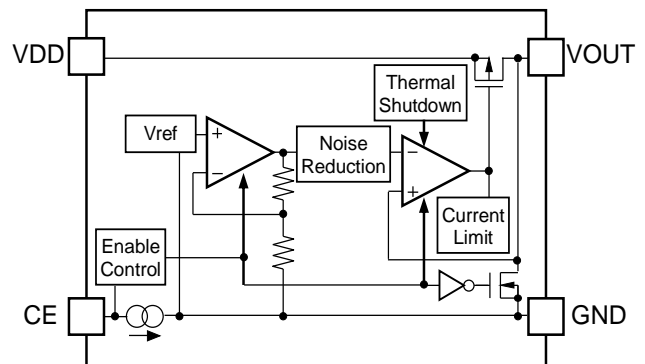 VDD
VOUT
Thermal
Shutdown
Vref
+
−
Noise
Reduction
−
+
Current
Limit
Enable
Control
CE
GND